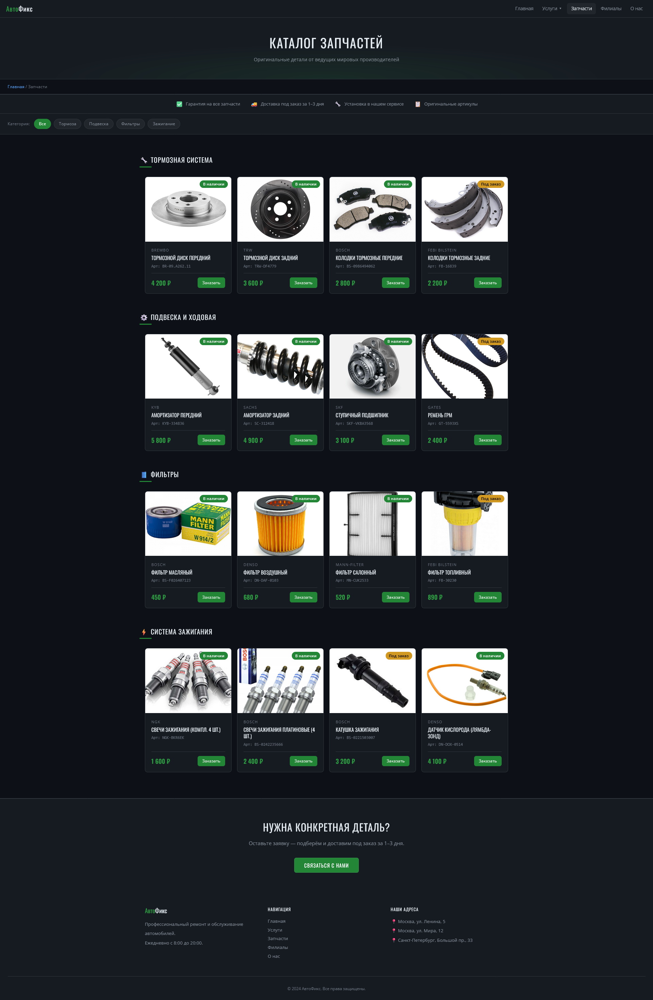 АвтоФикс
Главная Услуги ▼ Запчасти Филиалы О нас
КАТАЛОГ ЗАПЧАСТЕЙ
Оригинальные детали от ведущих мировых производителей
Главная / Запчасти
Гарантия на все запчасти Доставка под заказ за 1–3 дня Установка в нашем сервисе Оригинальные артикулы
Категория: Все Тормоза Подвеска Фильтры Зажигание
ТОРМОЗНАЯ СИСТЕМА
В наличии
BREMBO
ТОРМОЗНОЙ ДИСК ПЕРЕДНИЙ
Арт: BR-09.A262.11
4 200 ₽ Заказать
В наличии
TRW
ТОРМОЗНОЙ ДИСК ЗАДНИЙ
Арт: TRW-DF4779
3 600 ₽ Заказать
В наличии
BOSCH
КОЛОДКИ ТОРМОЗНЫЕ ПЕРЕДНИЕ
Арт: BS-0986494062
2 800 ₽ Заказать
Под заказ
FEBI BILSTEIN
КОЛОДКИ ТОРМОЗНЫЕ ЗАДНИЕ
Арт: FB-16839
2 200 ₽ Заказать
ПОДВЕСКА И ХОДОВАЯ
В наличии
KYB
АМОРТИЗАТОР ПЕРЕДНИЙ
Арт: KYB-334836
5 800 ₽ Заказать
В наличии
SACHS
АМОРТИЗАТОР ЗАДНИЙ
Арт: SC-312418
4 900 ₽ Заказать
В наличии
SKF
СТУПИЧНЫЙ ПОДШИПНИК
Арт: SKF-VKBA3568
3 100 ₽ Заказать
Под заказ
GATES
РЕМЕНЬ ГРМ
Арт: GT-5593XS
2 400 ₽ Заказать
ФИЛЬТРЫ
В наличии
MANN
FILTER
W 914/2
MANN
FILTER
W 914/2
BOSCH
ФИЛЬТР МАСЛЯНЫЙ
Арт: BS-F026407123
450 ₽ Заказать
В наличии
DENSO
ФИЛЬТР ВОЗДУШНЫЙ
Арт: DN-DAF-0103
680 ₽ Заказать
В наличии
MANN-FILTER
ФИЛЬТР САЛОННЫЙ
Арт: MN-CUK2533
520 ₽ Заказать
Под заказ
FEBI BILSTEIN
ФИЛЬТР ТОПЛИВНЫЙ
Арт: FB-30230
890 ₽ Заказать
СИСТЕМА ЗАЖИГАНИЯ
В наличии
NGK
СВЕЧИ ЗАЖИГАНИЯ (КОМПЛ. 4 ШТ.)
Арт: NGK-BKR6EK
1 600 ₽ Заказать
В наличии
BOSCH
СВЕЧИ ЗАЖИГАНИЯ ПЛАТИНОВЫЕ (4
ШТ.)
Арт: BS-0242235666
2 400 ₽ Заказать
Под заказ
BOSCH
КАТУШКА ЗАЖИГАНИЯ
Арт: BS-0221503007
3 200 ₽ Заказать
В наличии
DENSO
ДАТЧИК КИСЛОРОДА (ЛЯМБДА-
ЗОНД)
Арт: DN-DOX-0514
4 100 ₽ Заказать
НУЖНА КОНКРЕТНАЯ ДЕТАЛЬ?
Оставьте заявку — подберём и доставим под заказ за 1–3 дня.
СВЯЗАТЬСЯ С НАМИ
АвтоФикс
Профессиональный ремонт и обслуживание
автомобилей.
Ежедневно с 8:00 до 20:00.
НАВИГАЦИЯ
Главная
Услуги
Запчасти
Филиалы
О нас
НАШИ АДРЕСА
Москва, ул. Ленина, 5
Москва, ул. Мира, 12
Санкт-Петербург, Большой пр., 33
© 2024 АвтоФикс. Все права защищены.